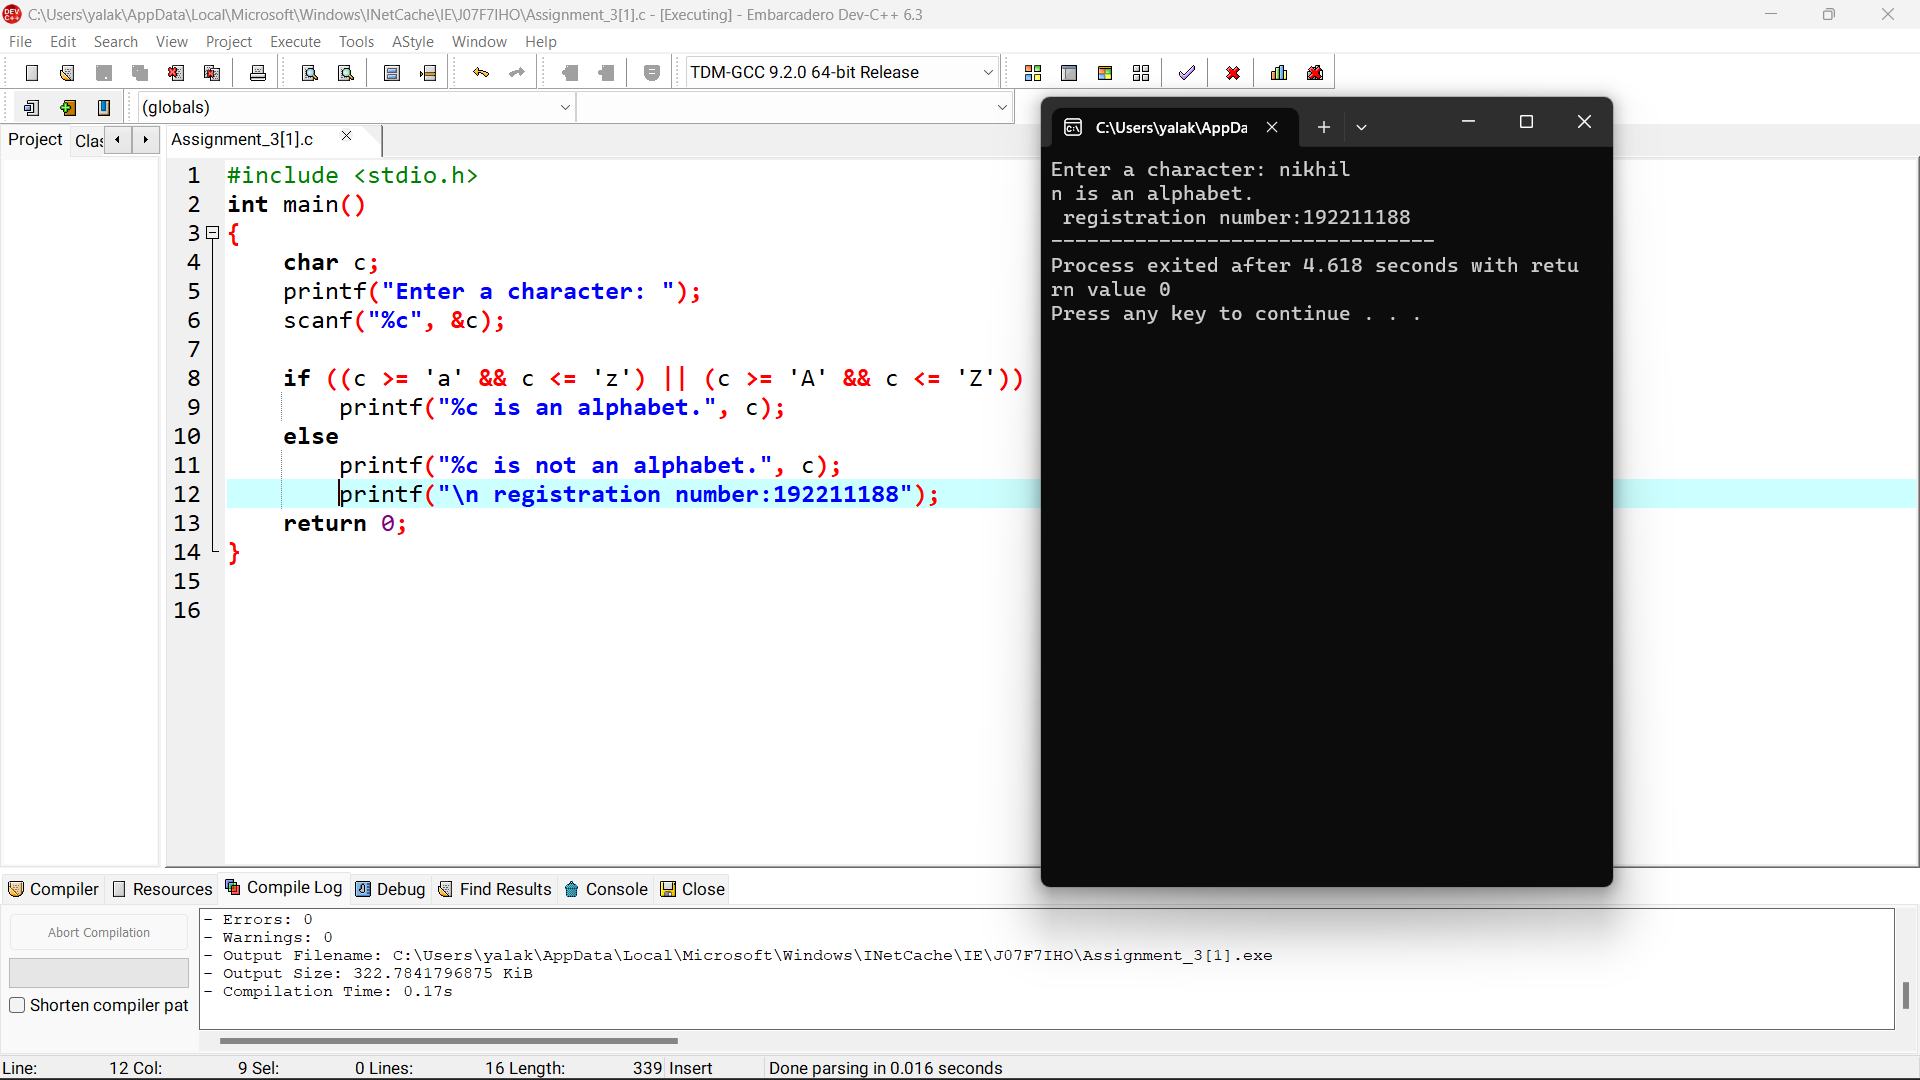 C:\Users\yalak\AppData\Local\Microsoft\Windows\INetCache\IE\J07F7IHO\Assignment_3[1].c - [Executing] - Embarcadero Dev-C++ 6.3
File Edit Search View Project Execute Tools AStyle Window Help
TDM-GCC 9.2.0 64-bit Release
(globals)
Project Clas Assignment_3[1].c
1 #include <stdio.h>
2 int main()
3 {
4 char c;
5 printf("Enter a character: ");
6 scanf("%c", &c);
7
8 if ((c >= 'a' && c <= 'z') || (c >= 'A' && c <= 'Z'))
9 printf("%c is an alphabet.", c);
10 else
11 printf("%c is not an alphabet.", c);
12 printf("\n registration number:192211188");
13 return 0;
14 }
15
16
C:\Users\yalak\AppDa
Enter a character: nikhil
n is an alphabet.
registration number:192211188
--------------------------------
Process exited after 4.618 seconds with retu
rn value 0
Press any key to continue . . .
Compiler Resources Compile Log Debug Find Results Console Close
Abort Compilation
Shorten compiler pat
- Errors: 0
- Warnings: 0
- Output Filename: C:\Users\yalak\AppData\Local\Microsoft\Windows\INetCache\IE\J07F7IHO\Assignment_3[1].exe
- Output Size: 322.7841796875 KiB
- Compilation Time: 0.17s
Line: 12 Col: 9 Sel: 0 Lines: 16 Length: 339 Insert Done parsing in 0.016 seconds